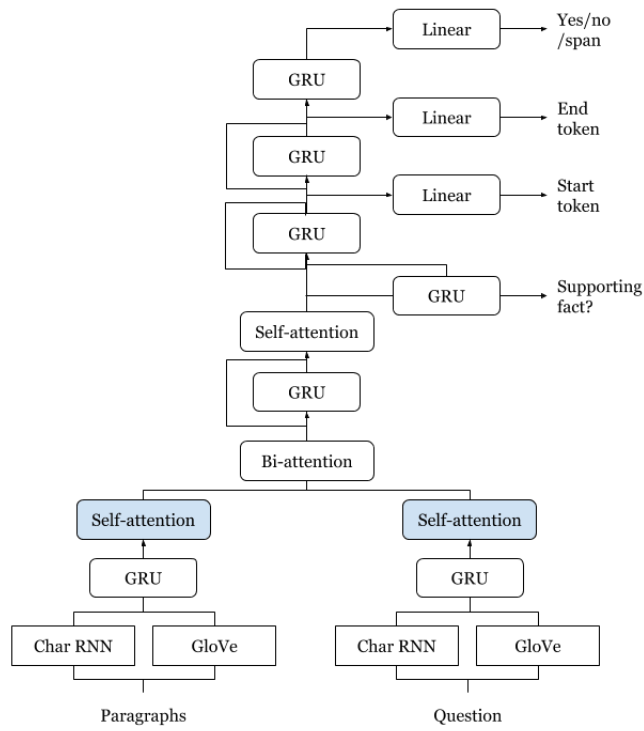 Linear
Yes/no
/span
GRU
Linear
End
token
GRU
Linear
Start
token
GRU
GRU
Supporting
fact?
Self-attention
GRU
Bi-attention
Self-attention
Self-attention
GRU
GRU
Char RNN
GloVe
Char RNN
GloVe
Paragraphs
Question